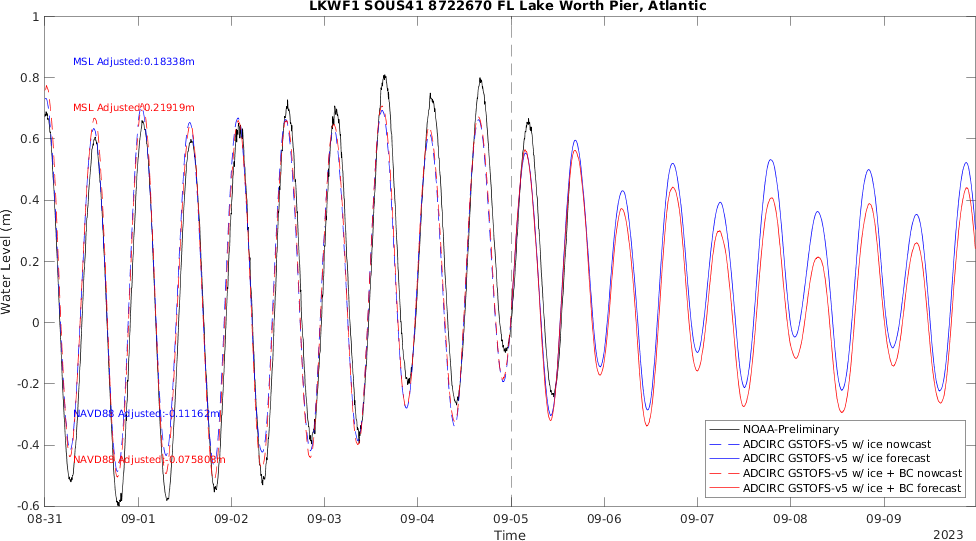 LKWF1 SOUS41 8722670 FL Lake Worth Pier, Atlantic
1
0.8
0.6
0.4
0.2
0
-0.2
-0.4
-0.6
Water Level (m)
MSL Adjusted:0.18338m
MSL Adjusted:0.21919m
NAVD88 Adjusted:-0.11162m
NAVD88 Adjusted:-0.075808m
NOAA-Preliminary
ADCIRC GSTOFS-v5 w/ ice nowcast
ADCIRC GSTOFS-v5 w/ ice forecast
ADCIRC GSTOFS-v5 w/ ice + BC nowcast
ADCIRC GSTOFS-v5 w/ ice + BC forecast
08-31 09-01 09-02 09-03 09-04 09-05 09-06 09-07 09-08 09-09
Time
2023